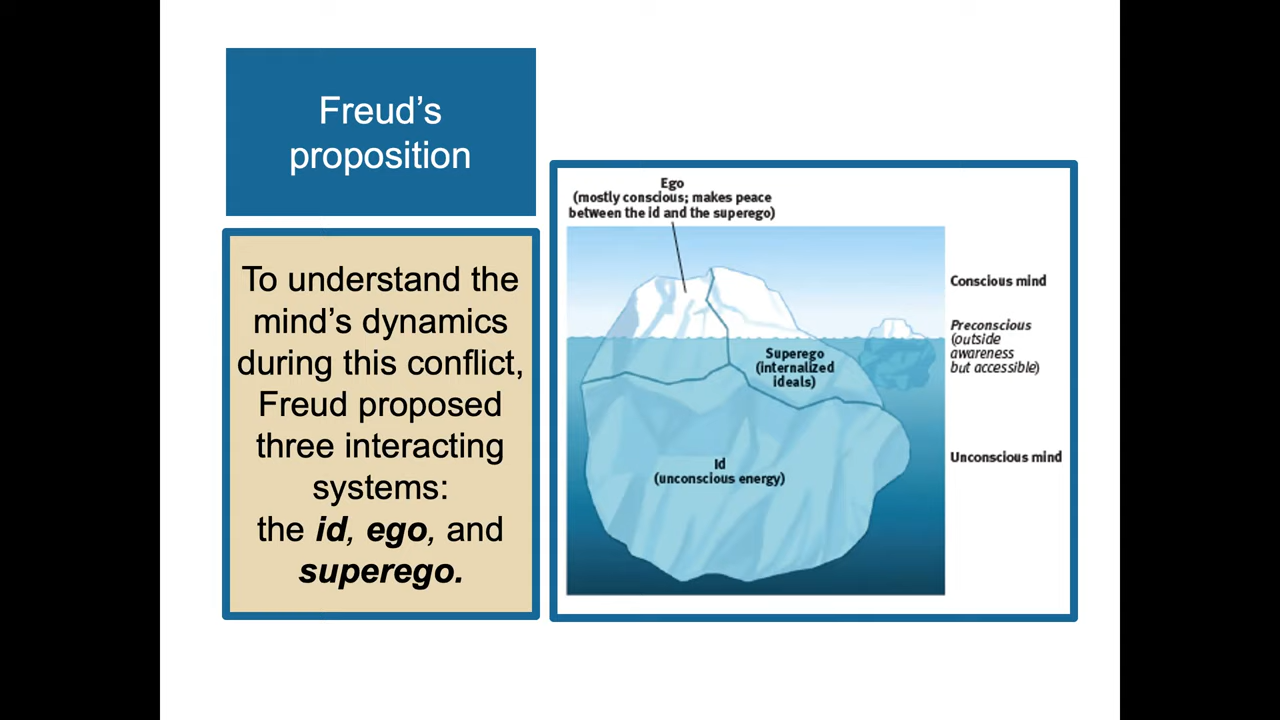 Freud’s
proposition
To understand the
mind’s dynamics
during this conflict,
Freud proposed
three interacting
systems:
the id, ego, and
superego.
Ego
(mostly conscious; makes peace
between the id and the superego)
Conscious mind
Preconscious
(outside
awareness
but accessible)
Superego
(internalized
ideals)
Unconscious mind
Id
(unconscious energy)